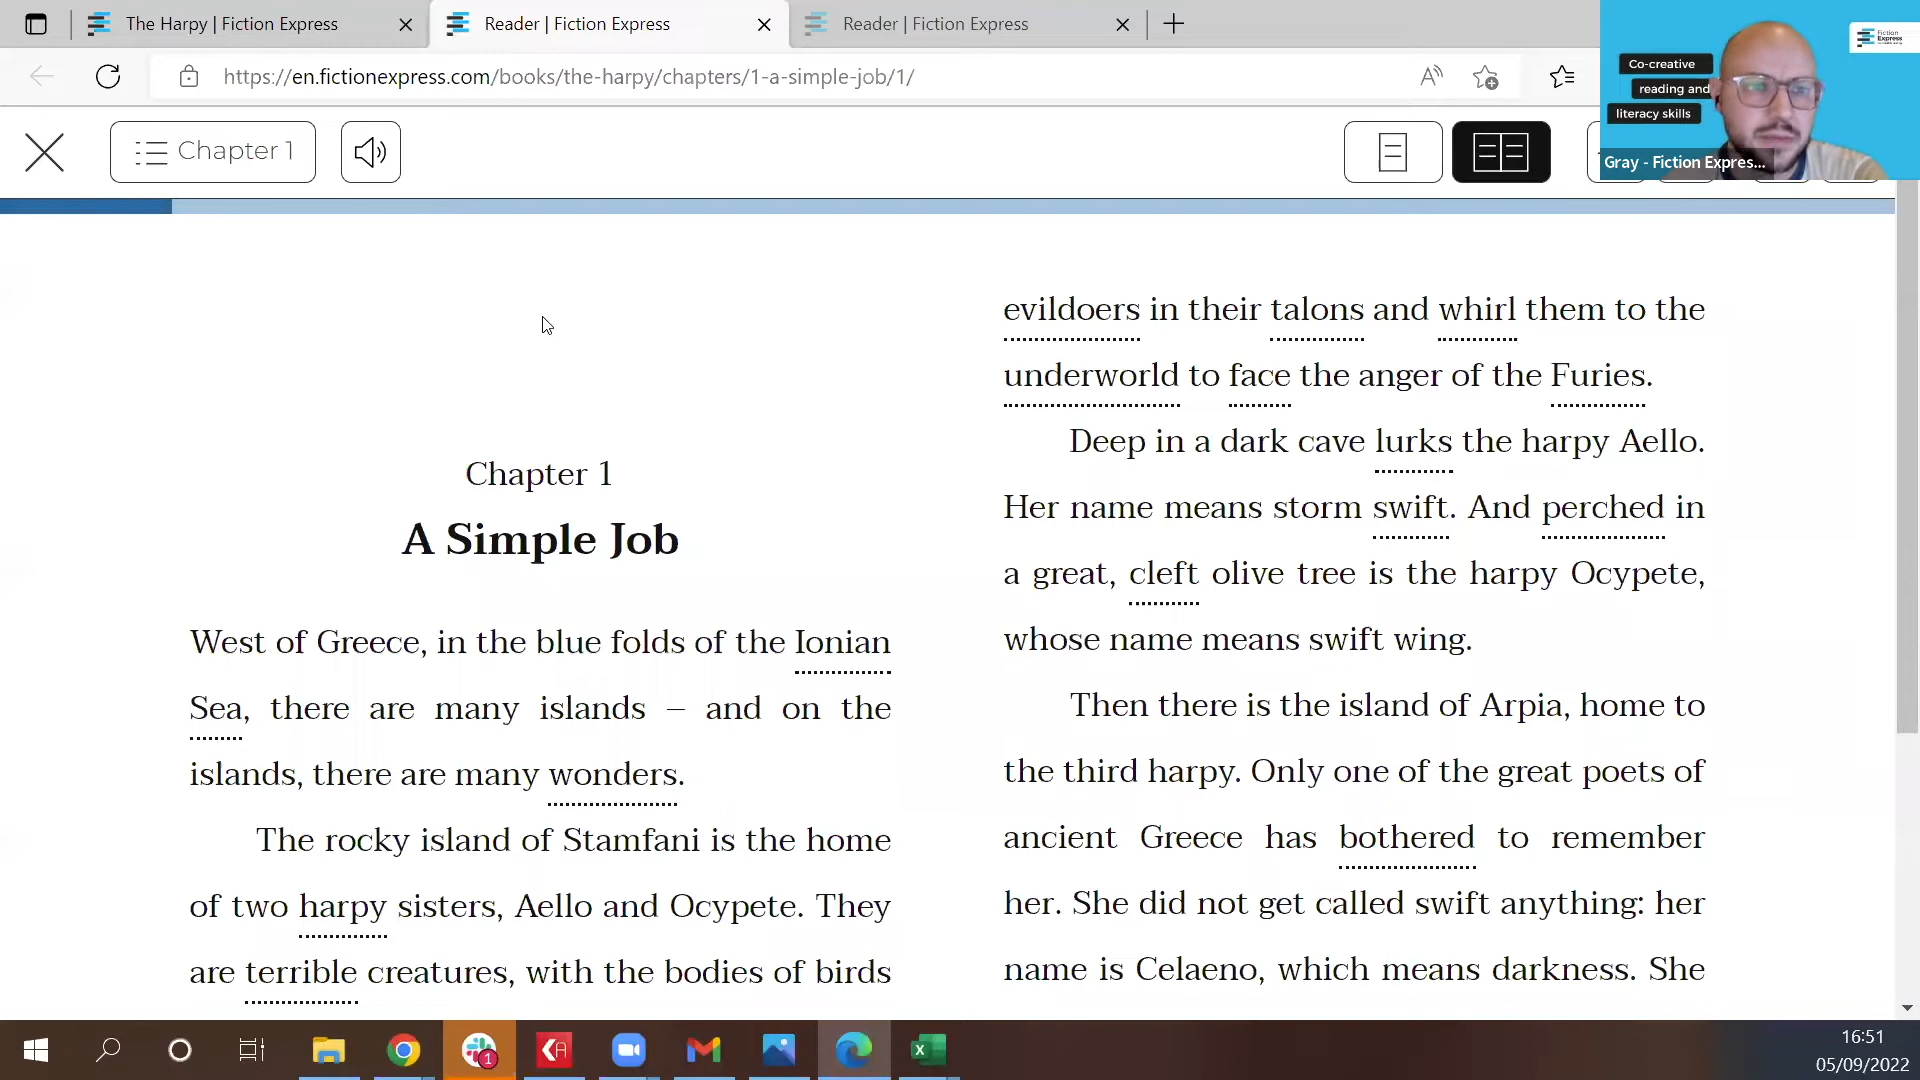 The Harpy | Fiction Express
Reader | Fiction Express
Reader | Fiction Express
https://en.fictionexpress.com/books/the-harpy/chapters/1-a-simple-job/1/
Chapter 1
Co-creative
reading and
literacy skills
Fiction
Express
Gray - Fiction Expres...
Chapter 1
A Simple Job
West of Greece, in the blue folds of the Ionian
Sea, there are many islands – and on the
islands, there are many wonders.
The rocky island of Stamfani is the home
of two harpy sisters, Aello and Ocypete. They
are terrible creatures, with the bodies of birds
evildoers in their talons and whirl them to the
underworld to face the anger of the Furies.
Deep in a dark cave lurks the harpy Aello.
Her name means storm swift. And perched in
a great, cleft olive tree is the harpy Ocypete,
whose name means swift wing.
Then there is the island of Arpia, home to
the third harpy. Only one of the great poets of
ancient Greece has bothered to remember
her. She did not get called swift anything: her
name is Celaeno, which means darkness. She
1
16:51
05/09/2022